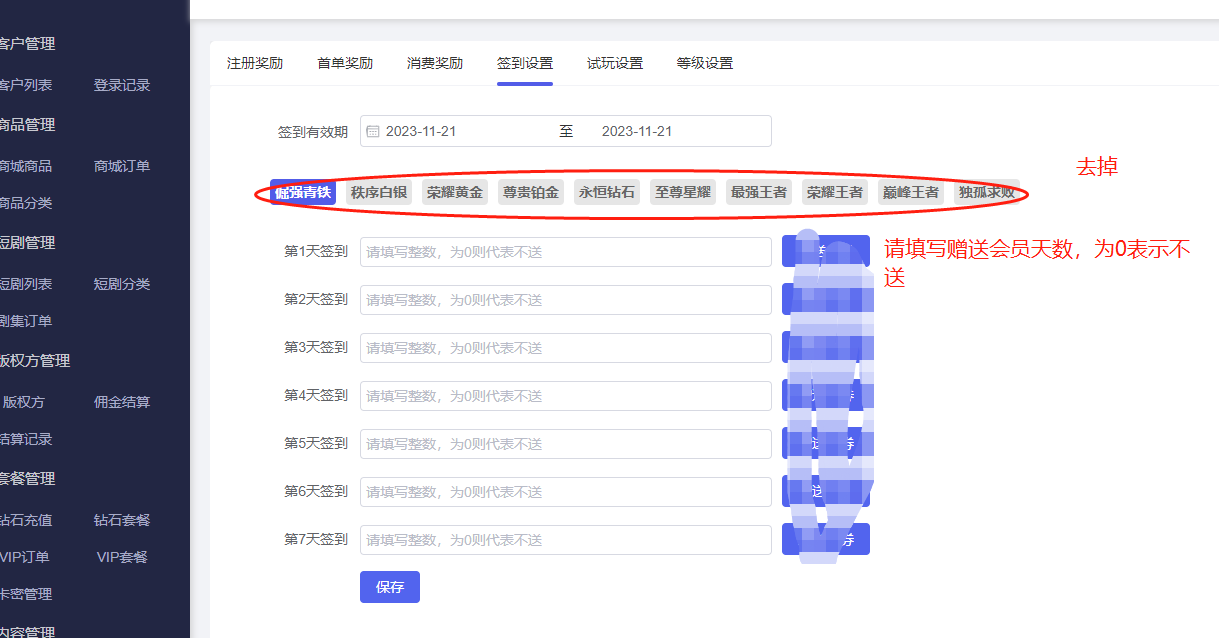 客户管理
客户列表 登录记录
商品管理
商城商品 商城订单
商品分类
短剧管理
短剧列表 短剧分类
剧集订单
版权方管理
版权方 佣金结算
结算记录
套餐管理
钻石充值 钻石套餐
VIP订单 VIP套餐
卡密管理
内容管理
注册奖励 首单奖励 消费奖励 签到设置 试玩设置 等级设置
签到有效期 2023-11-21 至 2023-11-21
去掉
倔强青铁 秩序白银 荣耀黄金 尊贵铂金 永恒钻石 至尊星耀 最强王者 荣耀王者 巅峰王者 独孤求败
第1天签到 请填写整数，为0则代表不送
请填写赠送会员天数，为0表示不
送
第2天签到 请填写整数，为0则代表不送
第3天签到 请填写整数，为0则代表不送
第4天签到 请填写整数，为0则代表不送
第5天签到 请填写整数，为0则代表不送 送 券
第6天签到 请填写整数，为0则代表不送 送
第7天签到 请填写整数，为0则代表不送 券
保存